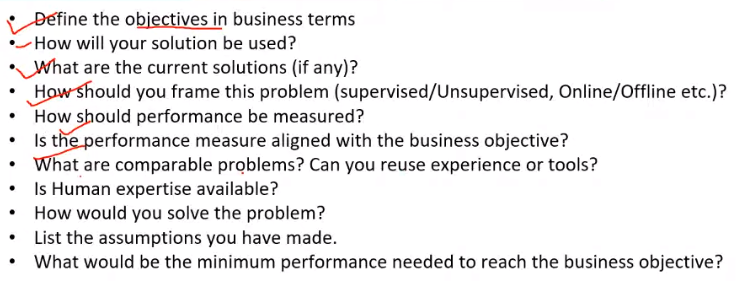 • Define the objectives in business terms
• How will your solution be used?
• What are the current solutions (if any)?
• How should you frame this problem (supervised/Unsupervised, Online/Offline etc.)?
• How should performance be measured?
• Is the performance measure aligned with the business objective?
• What are comparable problems? Can you reuse experience or tools?
• Is Human expertise available?
• How would you solve the problem?
• List the assumptions you have made.
• What would be the minimum performance needed to reach the business objective?